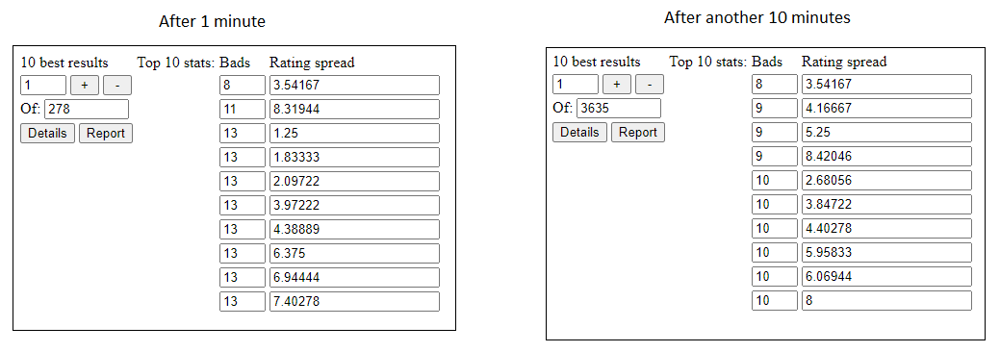 After 1 minute
10 best results Top 10 stats: Bads Rating spread
1 + - 8 3.54167
Of: 278 11 8.31944
Details Report 13 1.25
13 1.83333
13 2.09722
13 3.97222
13 4.38889
13 6.375
13 6.94444
13 7.40278
After another 10 minutes
10 best results Top 10 stats: Bads Rating spread
1 + - 8 3.54167
Of: 3635 9 4.16667
Details Report 9 5.25
9 8.42046
10 2.68056
10 3.84722
10 4.40278
10 5.95833
10 6.06944
10 8